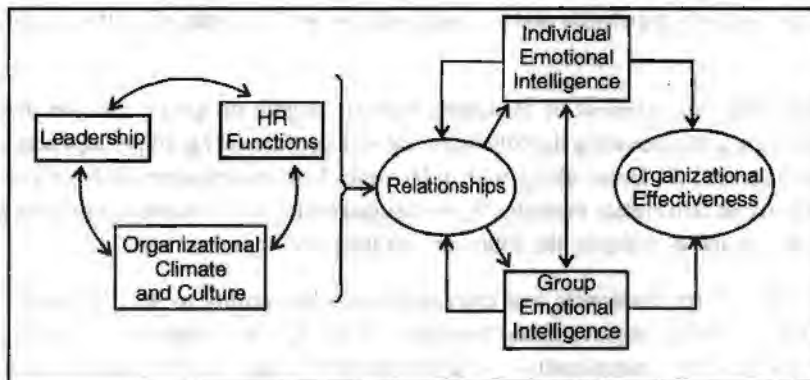 Leadership
HR
Functions
Organizational
Climate
and Culture
Relationships
Individual
Emotional
Intelligence
Group
Emotional
Intelligence
Organizational
Effectiveness